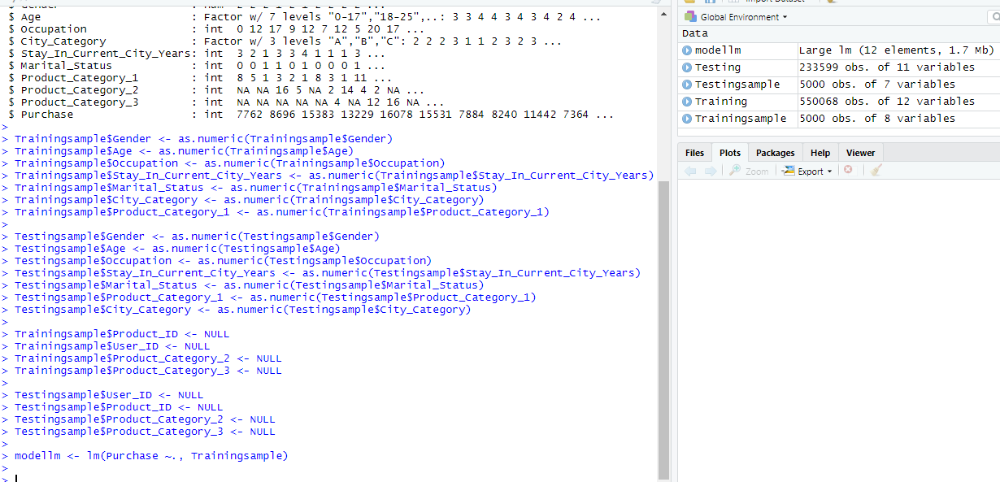 $ Age : Factor w/ 7 levels "0-17","18-25",..: 3 3 4 4 3 4 3 4 2 4 ...
$ Occupation : int 0 12 17 9 12 7 12 5 20 17 ...
$ City_Category : Factor w/ 3 levels "A","B","C": 2 2 2 3 1 1 2 3 2 3 ...
$ Stay_In_Current_City_Years: int 3 2 1 3 3 4 1 1 1 3 ...
$ Marital_Status : int 0 0 1 1 0 1 0 0 0 1 ...
$ Product_Category_1 : int 8 5 1 3 2 1 8 3 1 11 ...
$ Product_Category_2 : int NA NA 16 5 NA 2 14 4 2 NA ...
$ Product_Category_3 : int NA NA NA NA NA 4 NA 12 16 NA ...
$ Purchase : int 7762 8696 15383 13229 16078 15531 7884 8240 11442 7364 ...
>
> Trainingsample$Gender <- as.numeric(Trainingsample$Gender)
> Trainingsample$Age <- as.numeric(Trainingsample$Age)
> Trainingsample$Occupation <- as.numeric(Trainingsample$Occupation)
> Trainingsample$Stay_In_Current_City_Years <- as.numeric(Trainingsample$Stay_In_Current_City_Years)
> Trainingsample$Marital_Status <- as.numeric(Trainingsample$Marital_Status)
> Trainingsample$City_Category <- as.numeric(Trainingsample$City_Category)
> Trainingsample$Product_Category_1 <- as.numeric(Trainingsample$Product_Category_1)
>
> Testingsample$Gender <- as.numeric(Testingsample$Gender)
> Testingsample$Age <- as.numeric(Testingsample$Age)
> Testingsample$Occupation <- as.numeric(Testingsample$Occupation)
> Testingsample$Stay_In_Current_City_Years <- as.numeric(Testingsample$Stay_In_Current_City_Years)
> Testingsample$Marital_Status <- as.numeric(Testingsample$Marital_Status)
> Testingsample$Product_Category_1 <- as.numeric(Testingsample$Product_Category_1)
> Testingsample$City_Category <- as.numeric(Testingsample$City_Category)
>
> Trainingsample$Product_ID <- NULL
> Trainingsample$User_ID <- NULL
> Trainingsample$Product_Category_2 <- NULL
> Trainingsample$Product_Category_3 <- NULL
>
> Testingsample$User_ID <- NULL
> Testingsample$Product_ID <- NULL
> Testingsample$Product_Category_2 <- NULL
> Testingsample$Product_Category_3 <- NULL
>
> modellm <- lm(Purchase ~., Trainingsample)
>
>
Global Environment
Data
modellm Large lm (12 elements, 1.7 Mb)
Testing 233599 obs. of 11 variables
Testingsample 5000 obs. of 7 variables
Training 550068 obs. of 12 variables
Trainingsample 5000 obs. of 8 variables
Files Plots Packages Help Viewer
Zoom Export